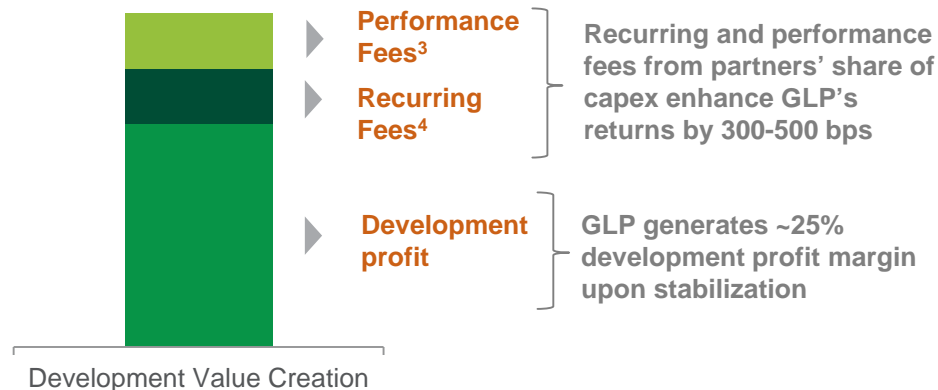 Performance
Fees³
Recurring and performance
fees from partners’ share of
capex enhance GLP’s
returns by 300-500 bps
Recurring
Fees⁴
Development
profit
GLP generates ~25%
development profit margin
upon stabilization
Development Value Creation